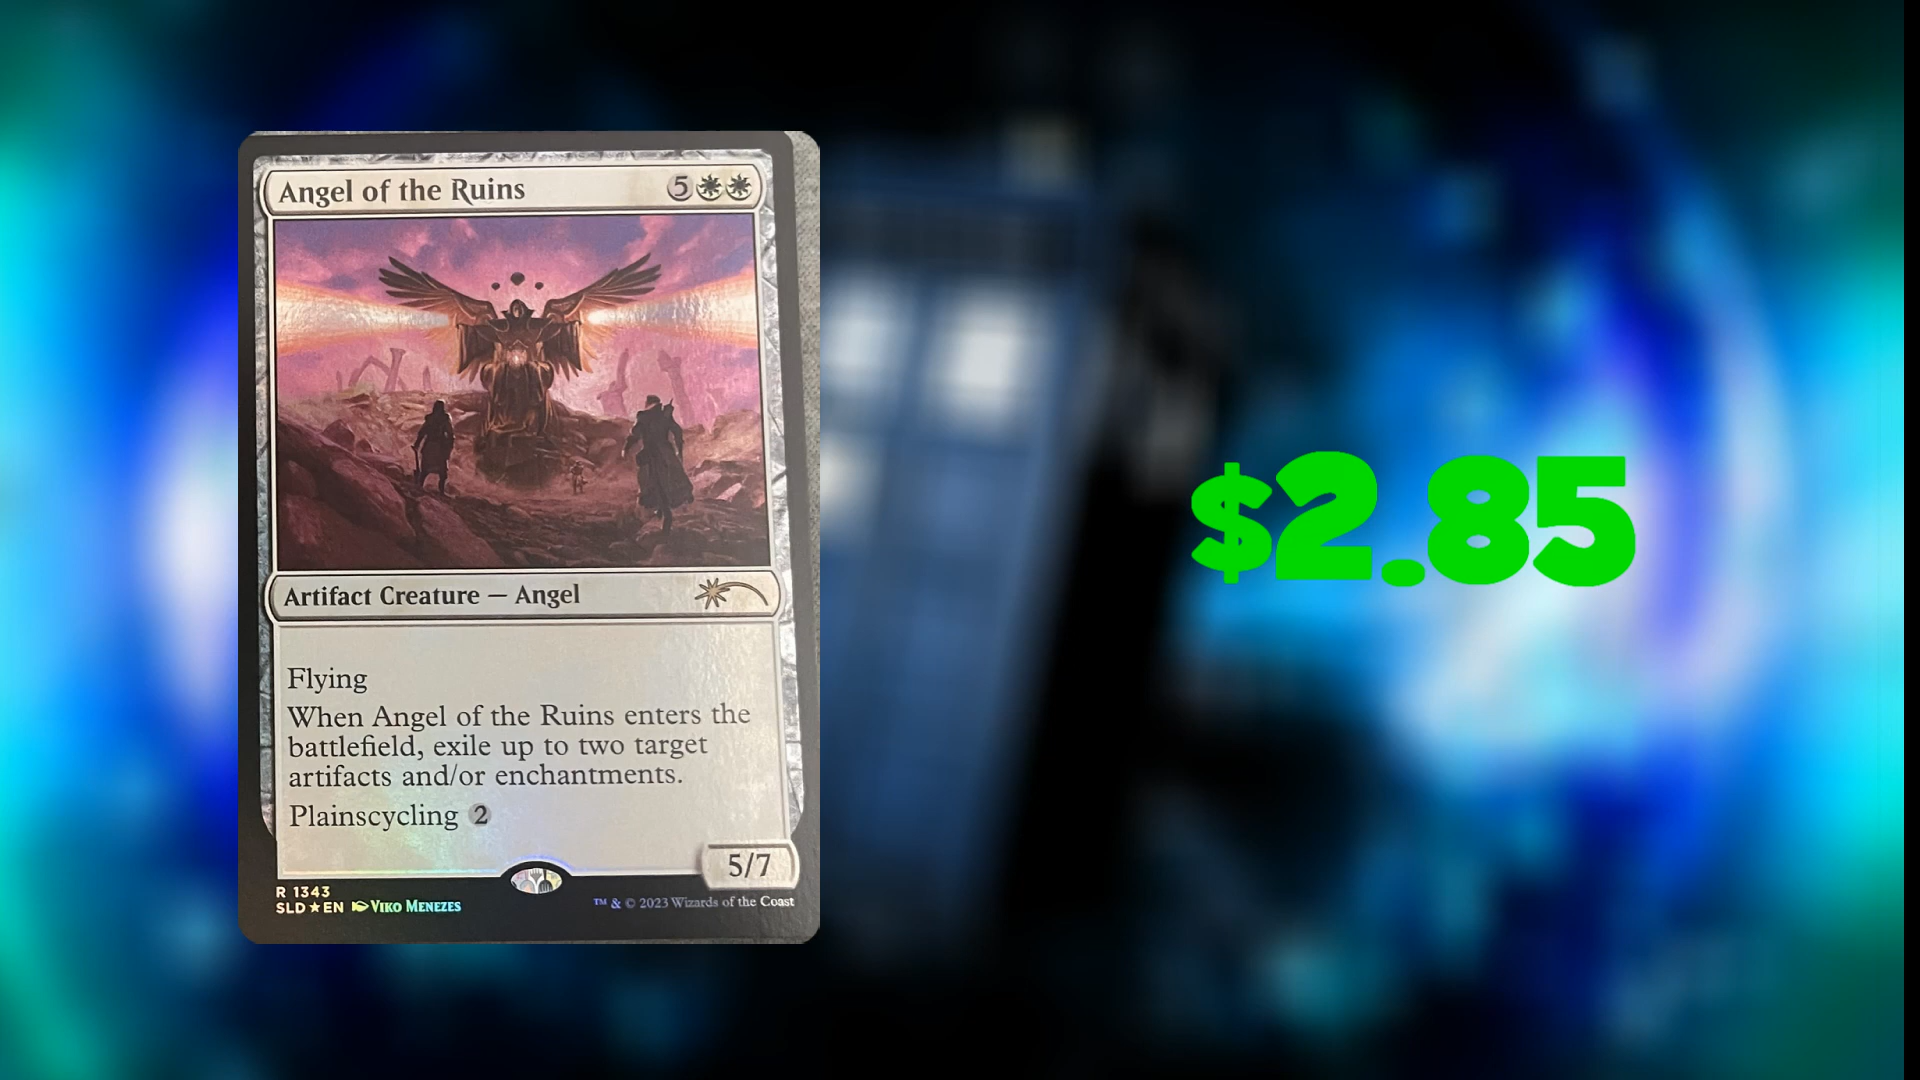 Angel of the Ruins 5
Artifact Creature — Angel
Flying
When Angel of the Ruins enters the
battlefield, exile up to two target
artifacts and/or enchantments.
Plainscycling 2
5/7
R 1343
SLD ★ EN Viko Menezes
™ & © 2023 Wizards of the Coast
$2.85